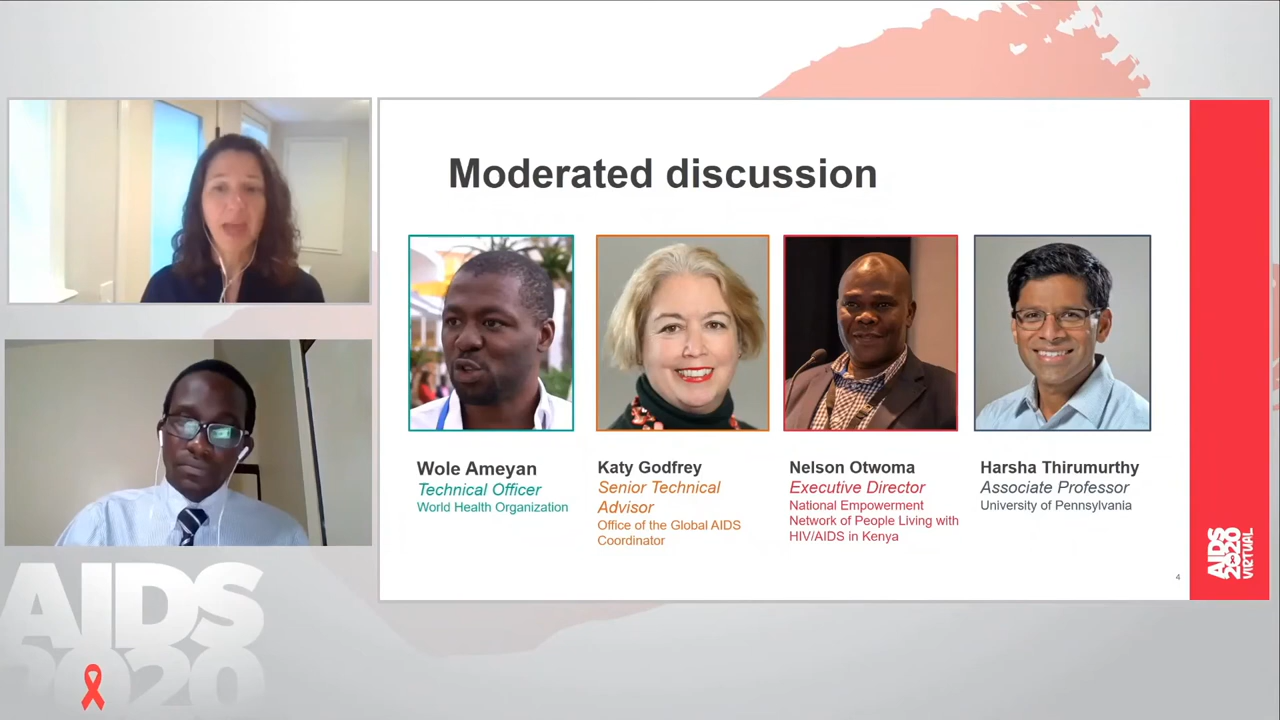 Moderated discussion
Wole Ameyan
Technical Officer
World Health Organization
Katy Godfrey
Senior Technical
Advisor
Office of the Global AIDS
Coordinator
Nelson Otwoma
Executive Director
National Empowerment
Network of People Living with
HIV/AIDS in Kenya
Harsha Thirumurthy
Associate Professor
University of Pennsylvania
4
AIDS
2020
VIRTUAL
AIDS
2020